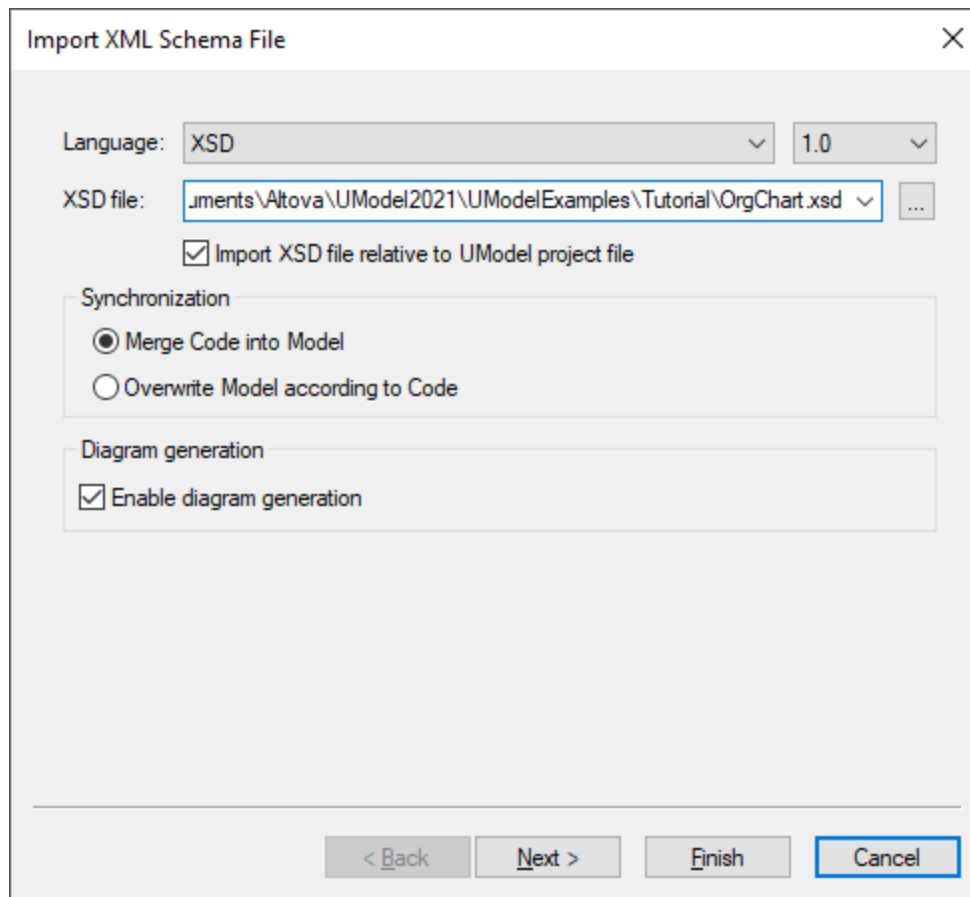 Import XML Schema File
Language: XSD 1.0
XSD file: uments\Altova\UModel2021\UModelExamples\Tutorial\OrgChart.xsd ...
Import XSD file relative to UModel project file
Synchronization
Merge Code into Model
Overwrite Model according to Code
Diagram generation
Enable diagram generation
< Back Next > Finish Cancel